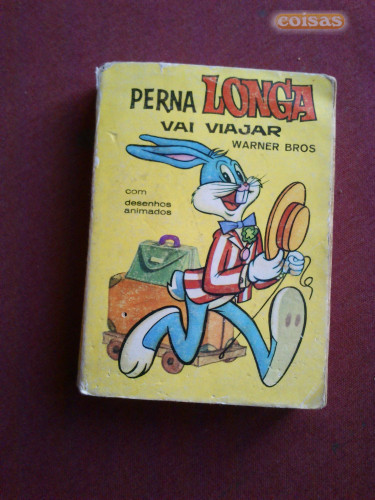 coisas
PERNA LONGA
VAI VIAJAR
WARNER BROS
com
desenhos
animados